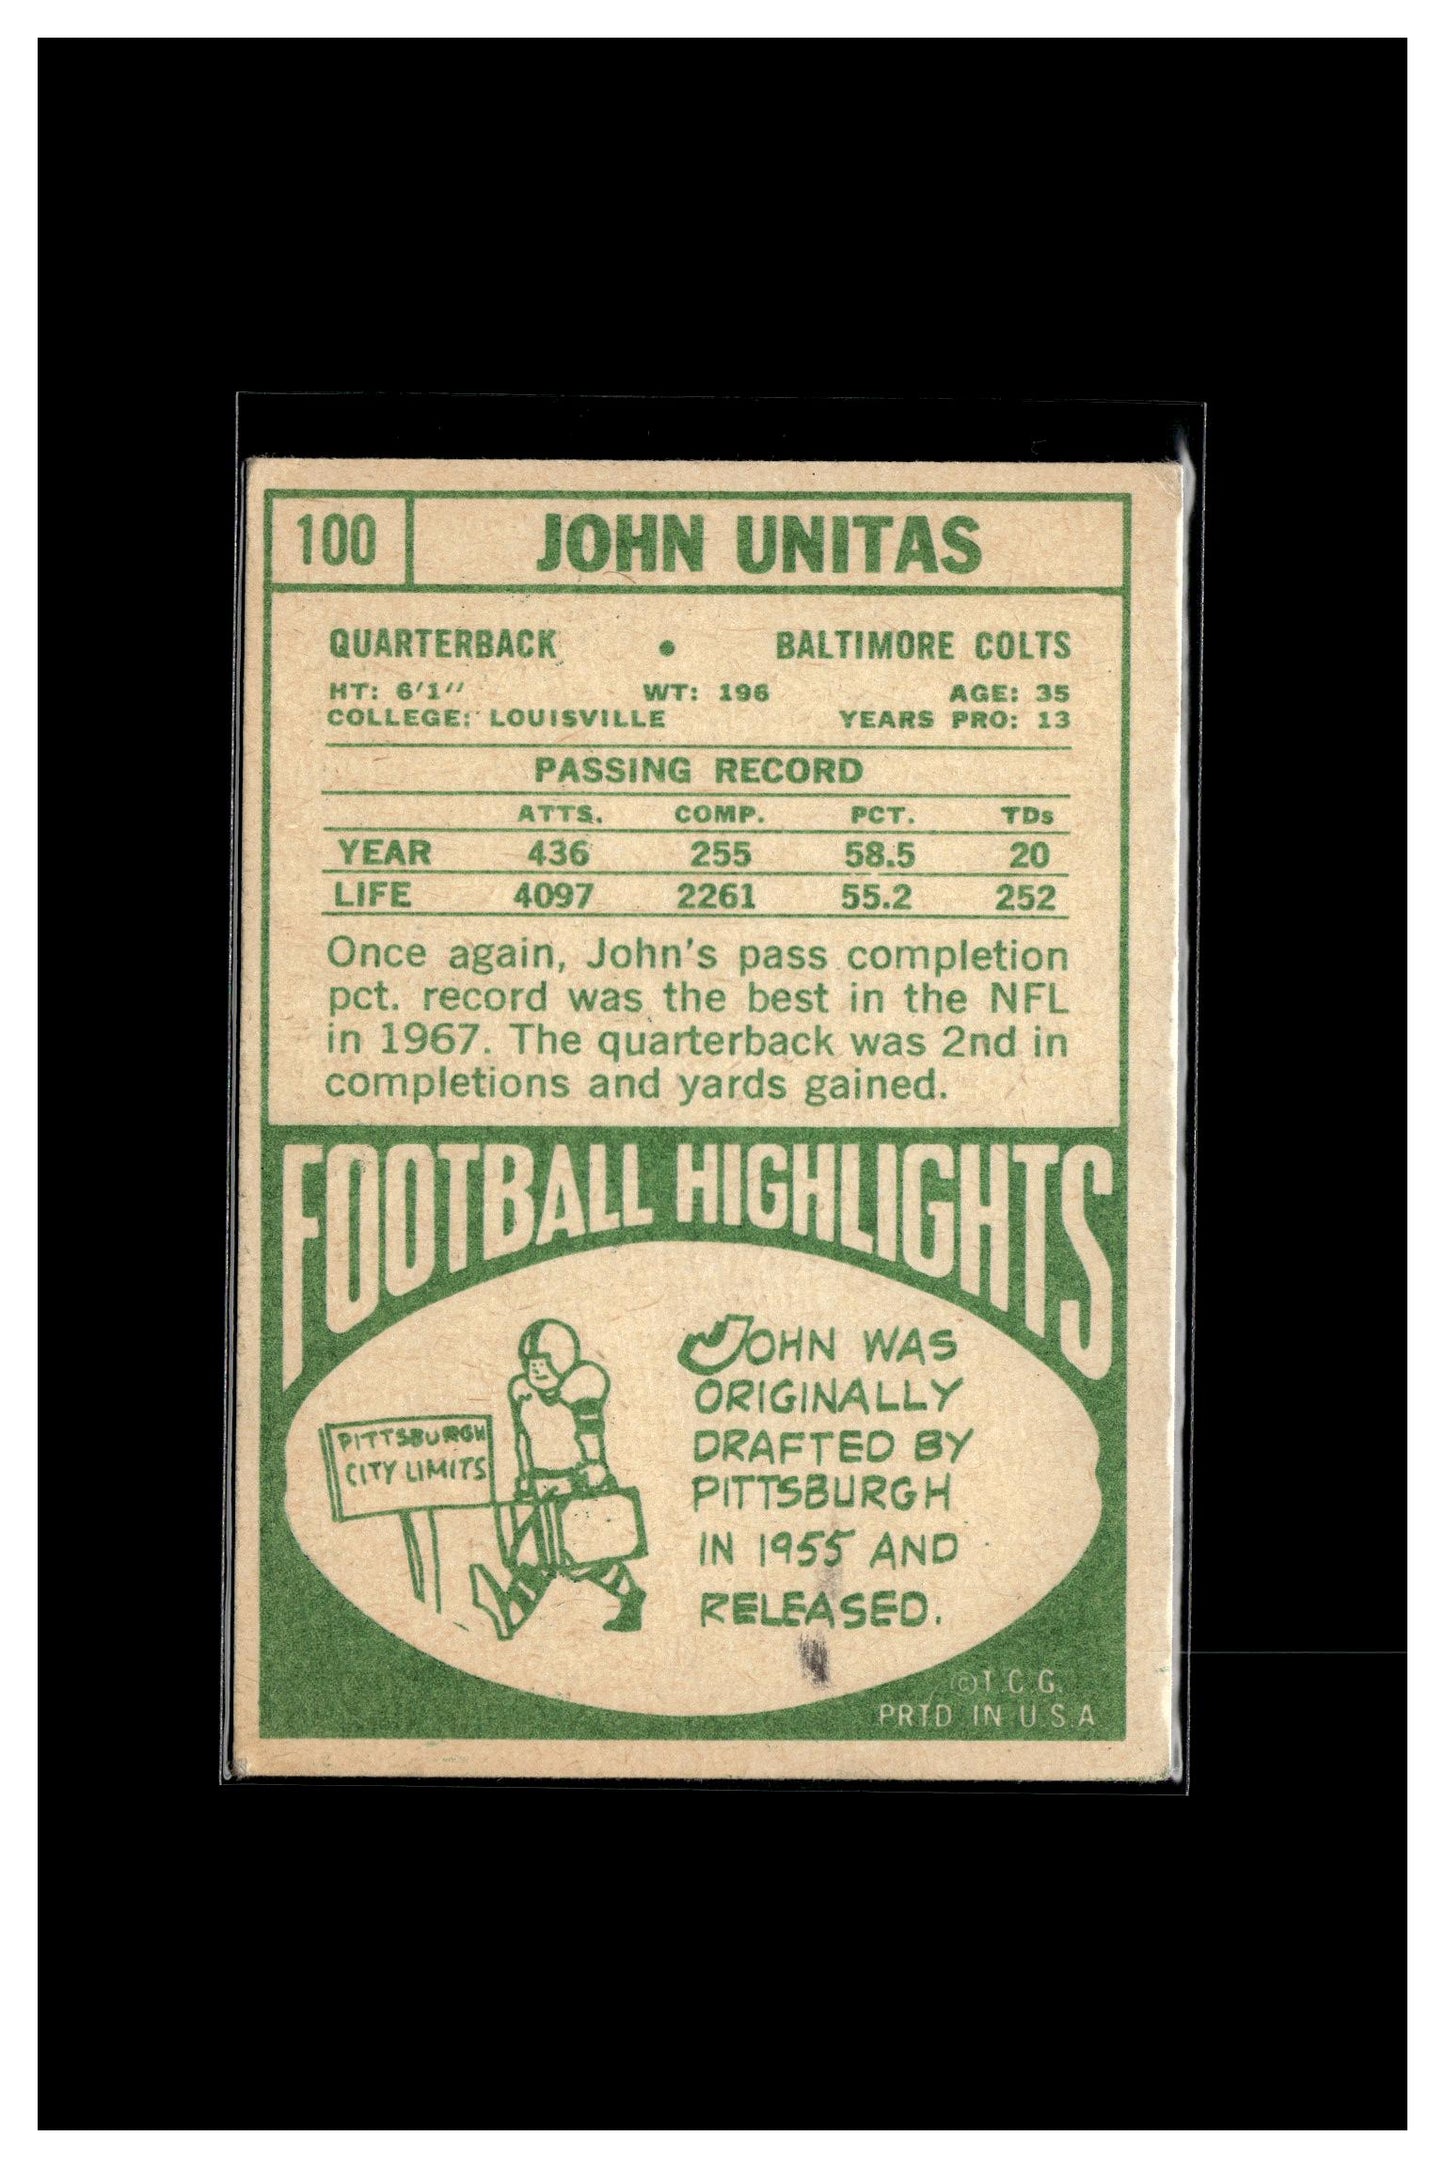 100 JOHN UNITAS
QUARTERBACK • BALTIMORE COLTS
HT: 6'1" WT: 196 AGE: 35
COLLEGE: LOUISVILLE YEARS PRO: 13
PASSING RECORD
ATTS. COMP. PCT. TDs
YEAR 436 255 58.5 20
LIFE 4097 2261 55.2 252
Once again, John's pass completion
pct. record was the best in the NFL
in 1967. The quarterback was 2nd in
completions and yards gained.
FOOTBALL HIGHLIGHTS
PITTSBURGH
CITY LIMITS
JOHN WAS
ORIGINALLY
DRAFTED BY
PITTSBURGH
IN 1955 AND
RELEASED.
© T.C.G.
PRTD IN U.S.A